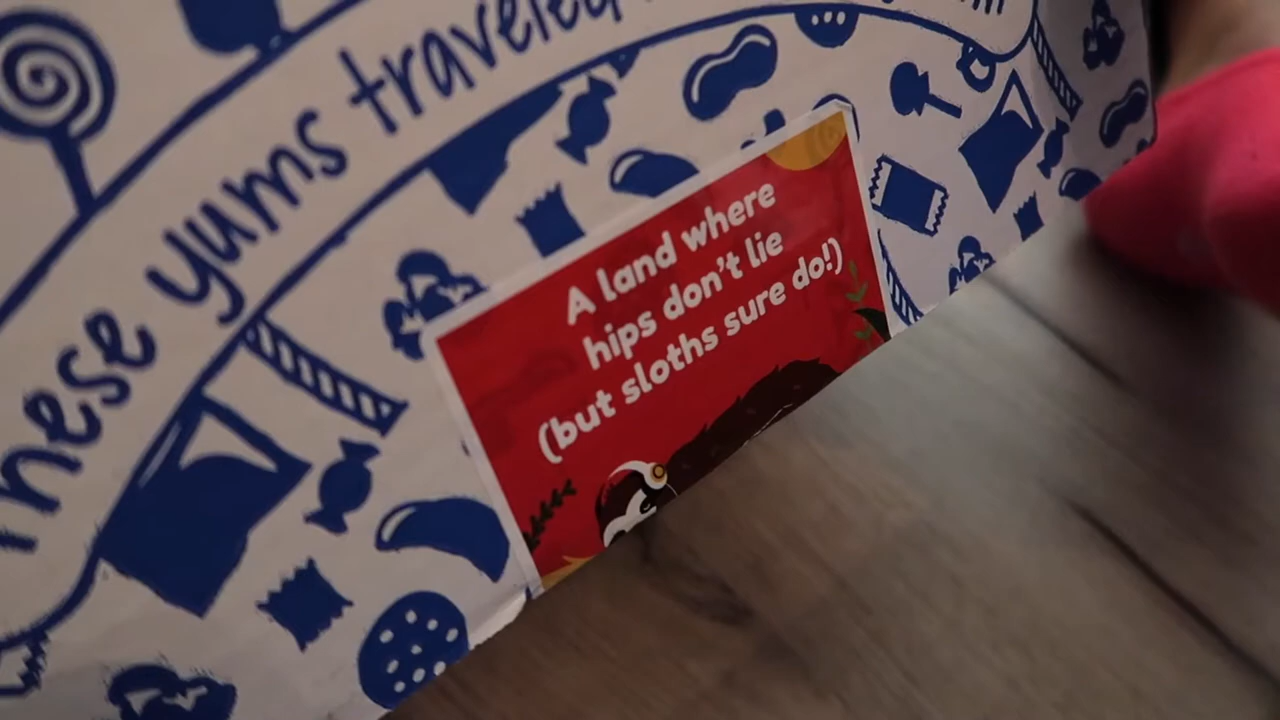 These yums traveled
A land where
hips don't lie
(but sloths sure do!)